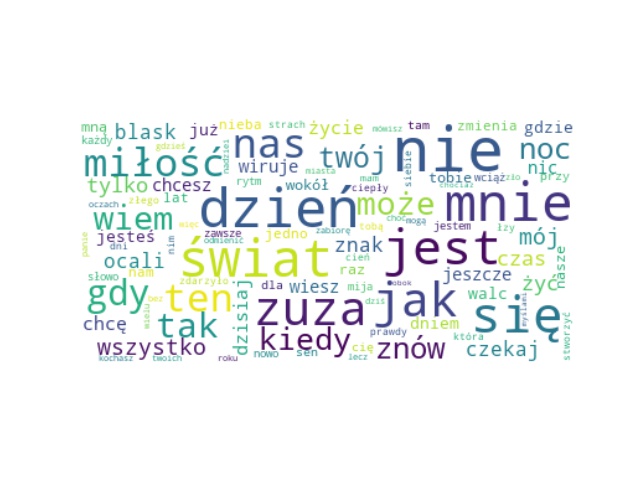 mną blask już nieba strach życie mówisz tam zmienia gdzie
każdy gdzieś nadziei nas nie noc
miłość wiruje twój siebie tobie wciąż zło nic przy
tylko chcesz rytm wokół miasta mam ciepły chociaż
oczach złego lat dzień może mnie
wiem więc tobą choć mogą jestem łzy
jesteś nim zawsze odmienić jedno zabiorę znak jest mój
panie dni ocali świat cień czas nasze
słowo nam zdarzyło raz jeszcze żyć
gdy bez ten dla wiesz mija obok walc
wielu dzisiaj zuza dziś jak myślami się
chcę tak kiedy prawdy dniem która
wszystko nowo sen cię znów czekaj stworzyć
kochasz twoich roku lecz